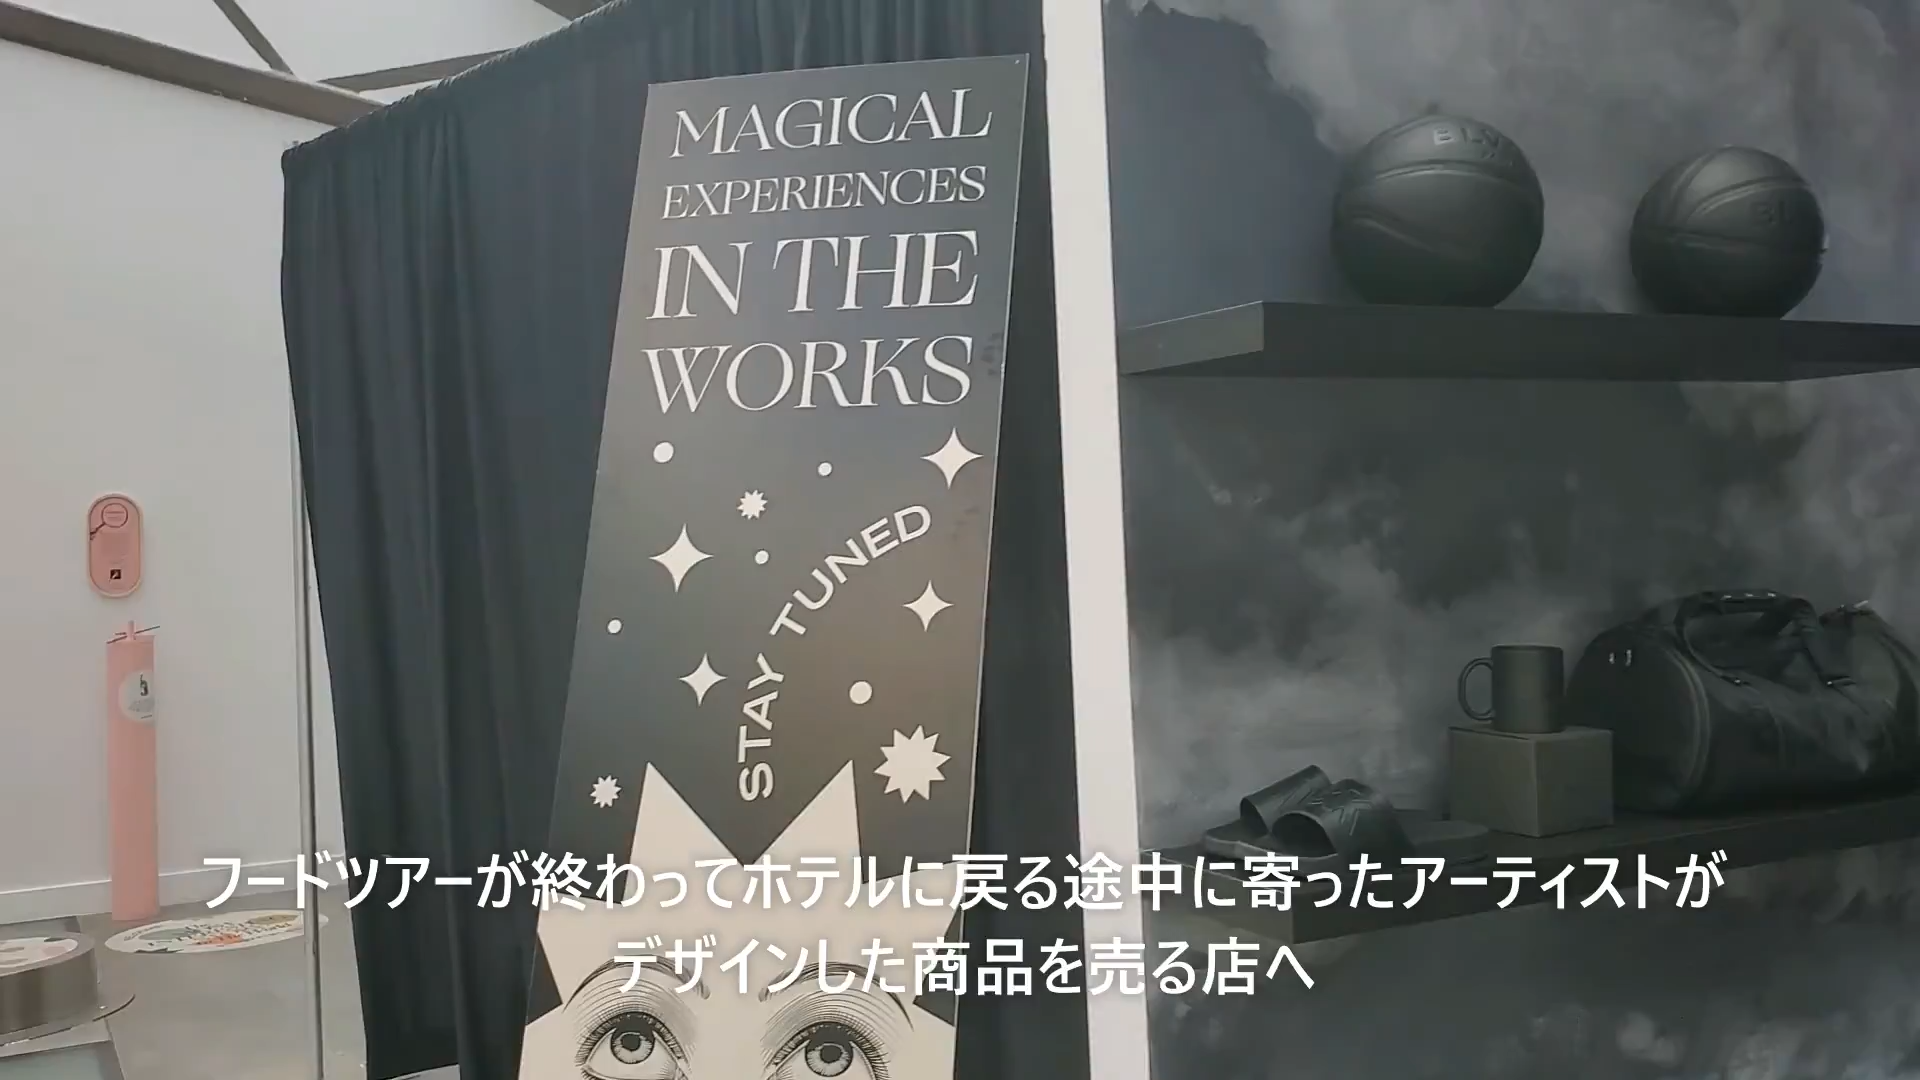 MAGICAL
EXPERIENCES
IN THE
WORKS
STAY TUNED
フードツアーが終わってホテルに戻る途中に寄ったアーティストが
デザインした商品を売る店へ